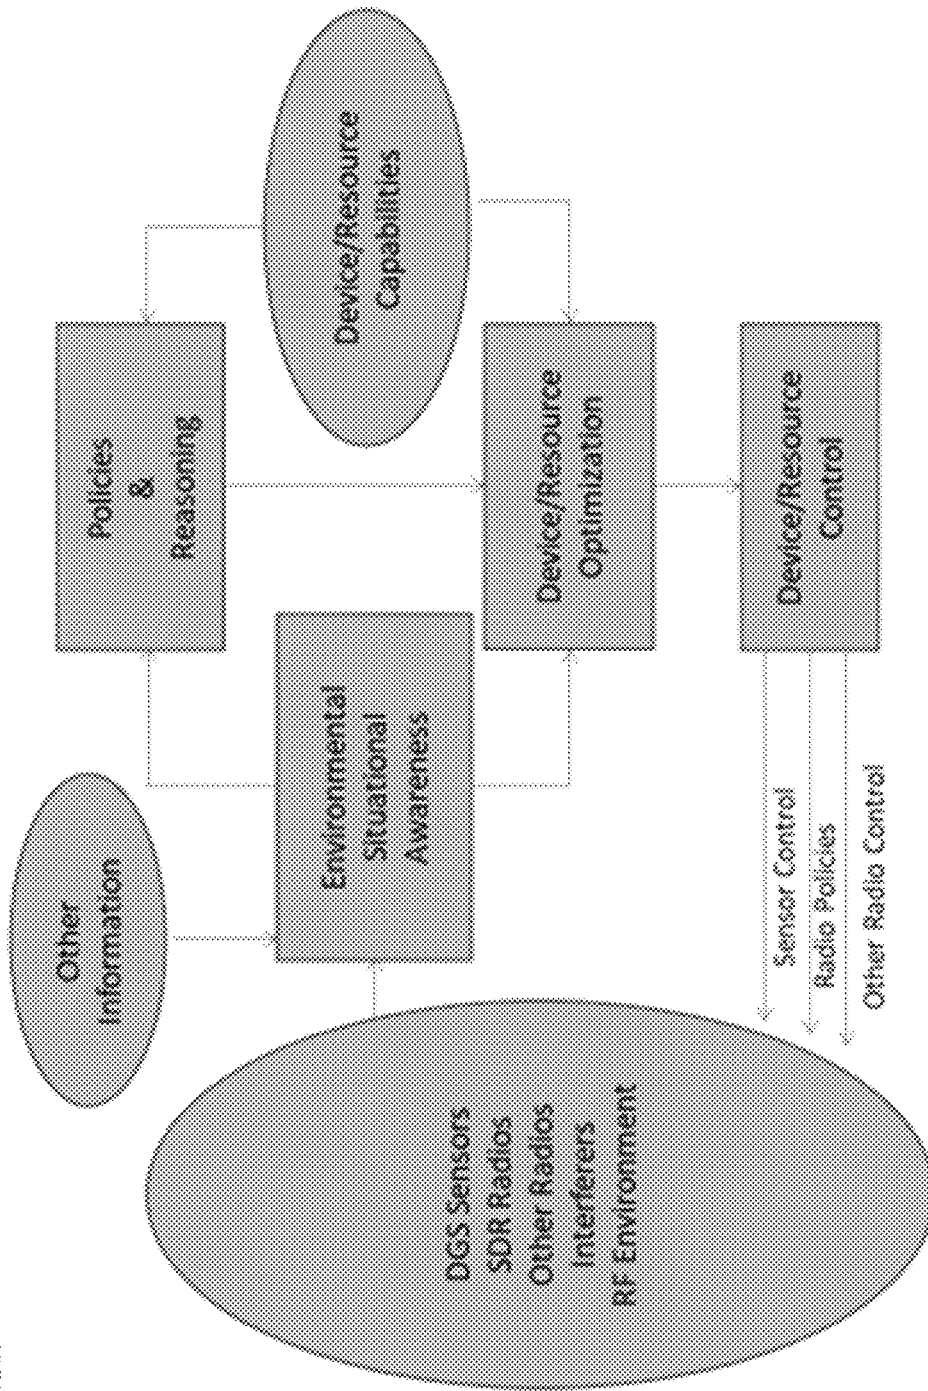 Other
Information
Policies
&
Reasoning
Environmental
Situational
Awareness
Device/Resource
Capabilities
DGS Sensors
SDR Radios
Other Radios
Interferers
RF Environment
Device/Resource
Optimization
Sensor Control
Radio Policies
Other Radio Control
Device/Resource
Control